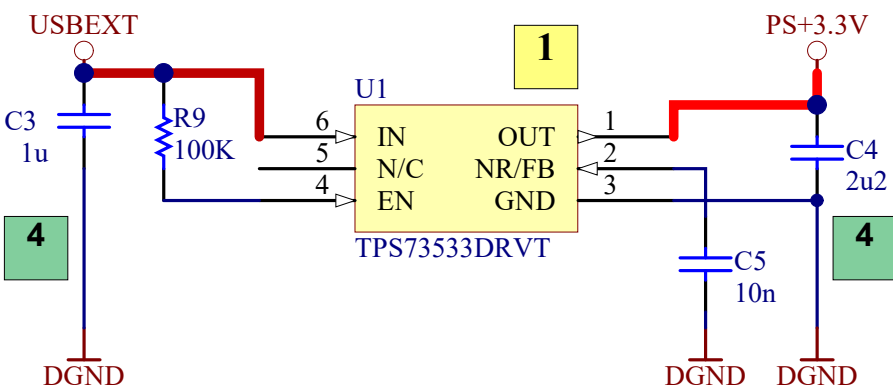 USBEXT
PS+3.3V
1
U1
C3
1u
R9
100K
6
IN
OUT
1
5
N/C
NR/FB
2
4
EN
GND
3
C4
2u2
4
4
TPS73533DRVT
C5
10n
DGND
DGND
DGND